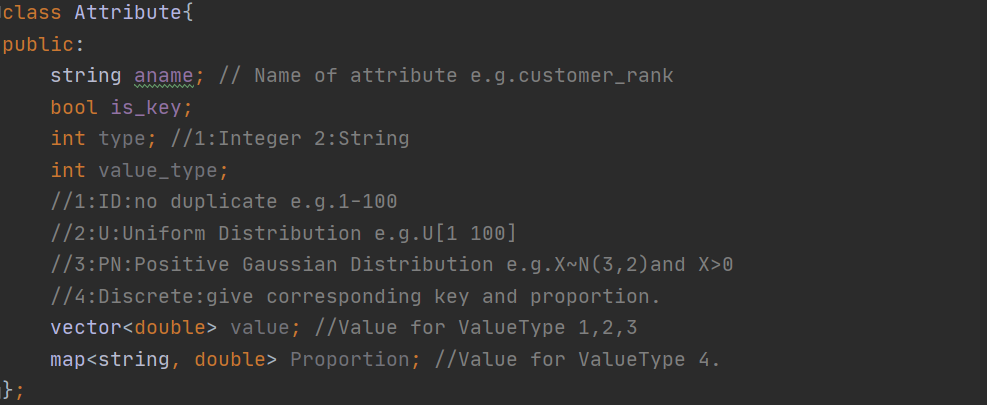 class Attribute{
public:
    string aname; // Name of attribute e.g.customer_rank
    bool is_key;
    int type; //1:Integer 2:String
    int value_type;
    //1:ID:no duplicate e.g.1-100
    //2:U:Uniform Distribution e.g.U[1 100]
    //3:PN:Positive Gaussian Distribution e.g.X~N(3,2)and X>0
    //4:Discrete:give corresponding key and proportion.
    vector<double> value; //Value for ValueType 1,2,3
    map<string, double> Proportion; //Value for ValueType 4.
};